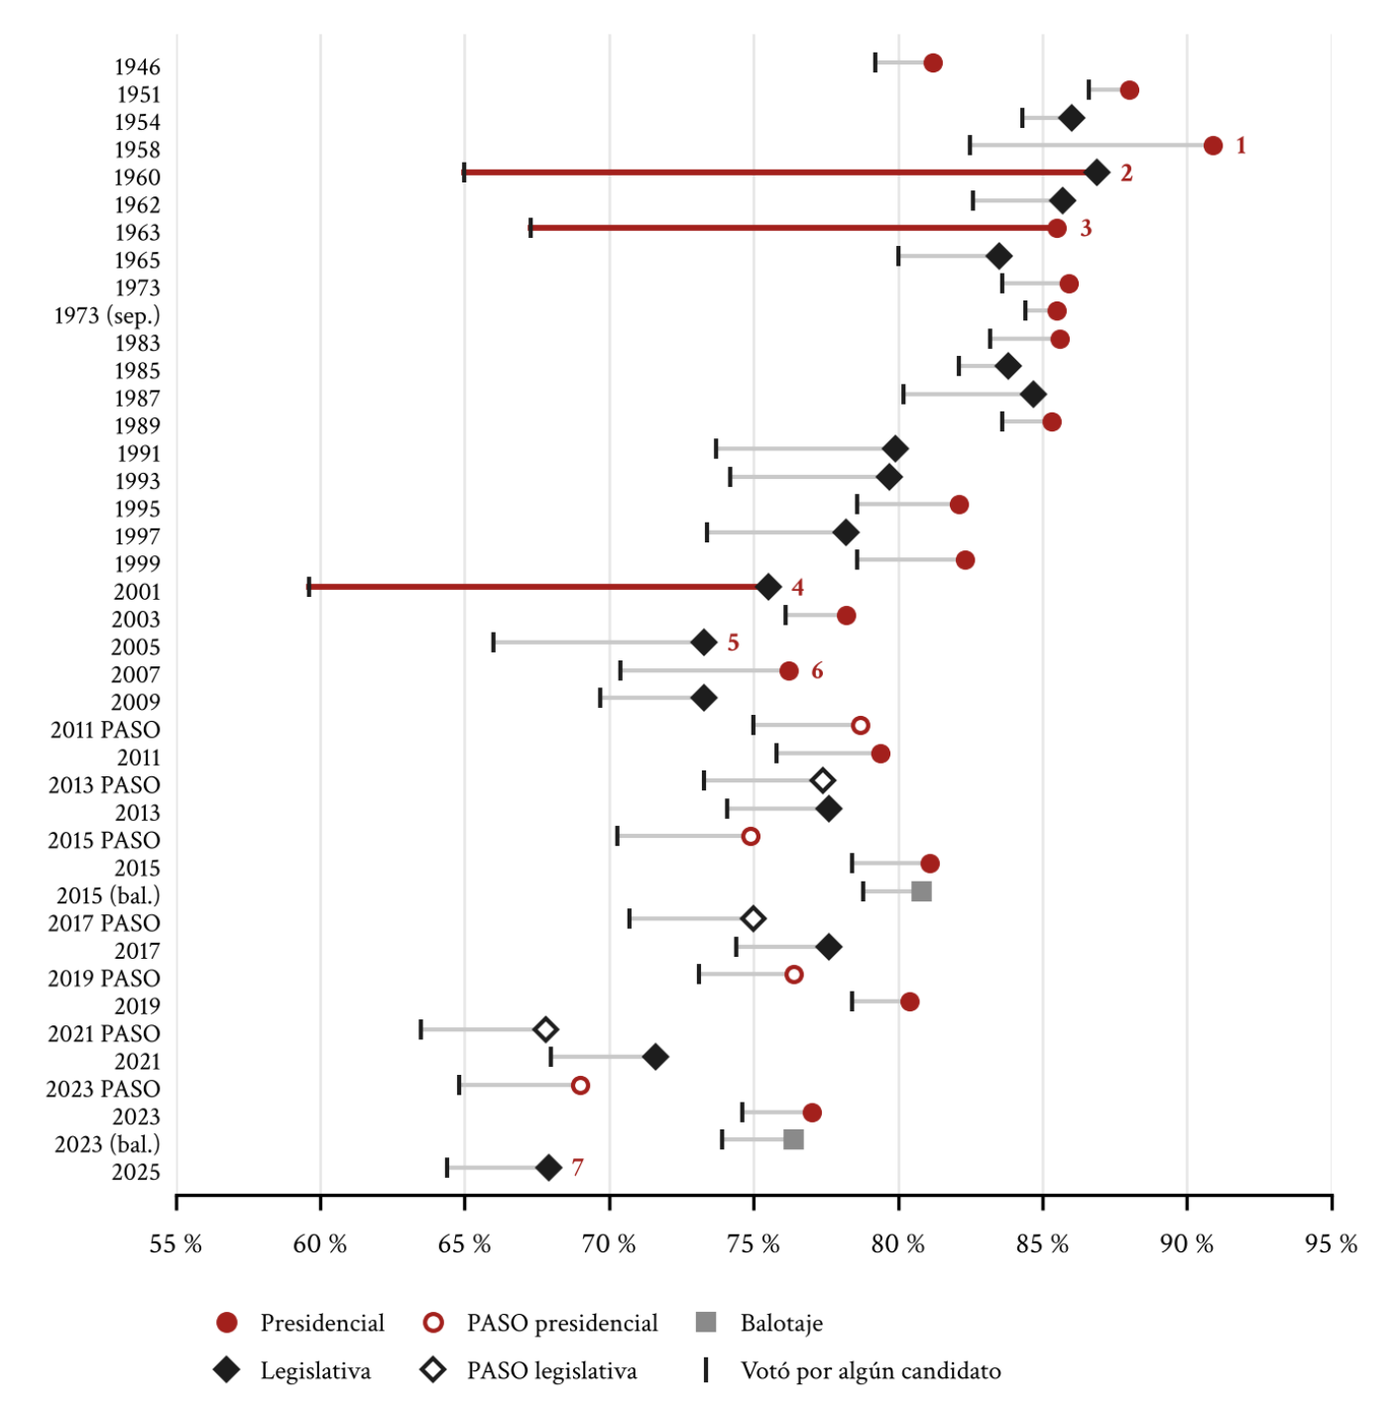 1946
1951
1954
1958 1
1960 2
1962
1963 3
1965
1973
1973 (sep.)
1983
1985
1987
1989
1991
1993
1995
1997
1999
2001 4
2003
2005 5
2007 6
2009
2011 PASO
2011
2013 PASO
2013
2015 PASO
2015
2015 (bal.)
2017 PASO
2017
2019 PASO
2019
2021 PASO
2021
2023 PASO
2023
2023 (bal.)
2025 7
55 % 60 % 65 % 70 % 75 % 80 % 85 % 90 % 95 %
Presidencial PASO presidencial Balotaje
Legislativa PASO legislativa Votó por algún candidato